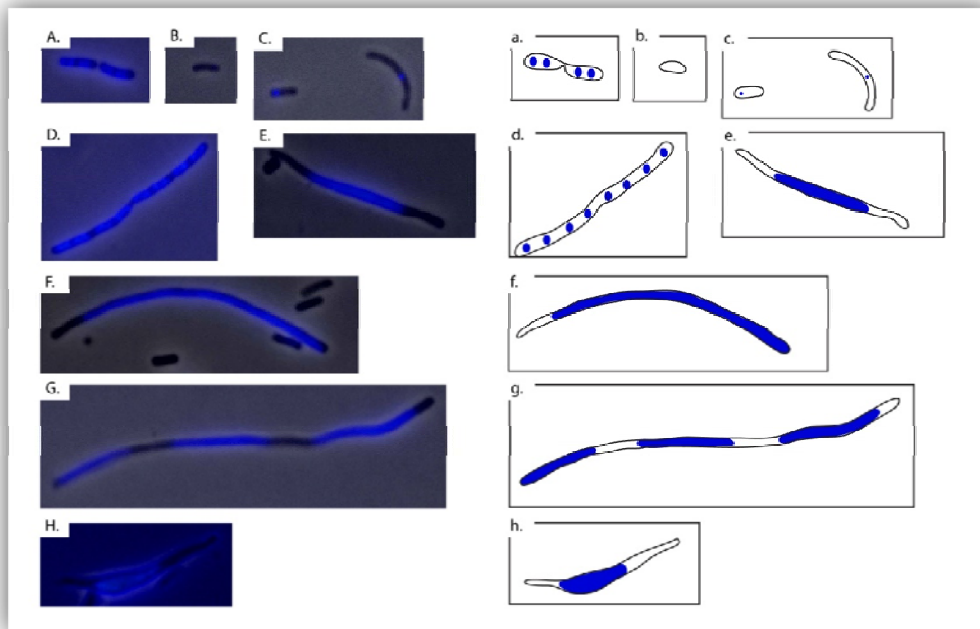 A. B. C. a. b. c.
D. E. d. e.
F. f.
G. g.
H. h.